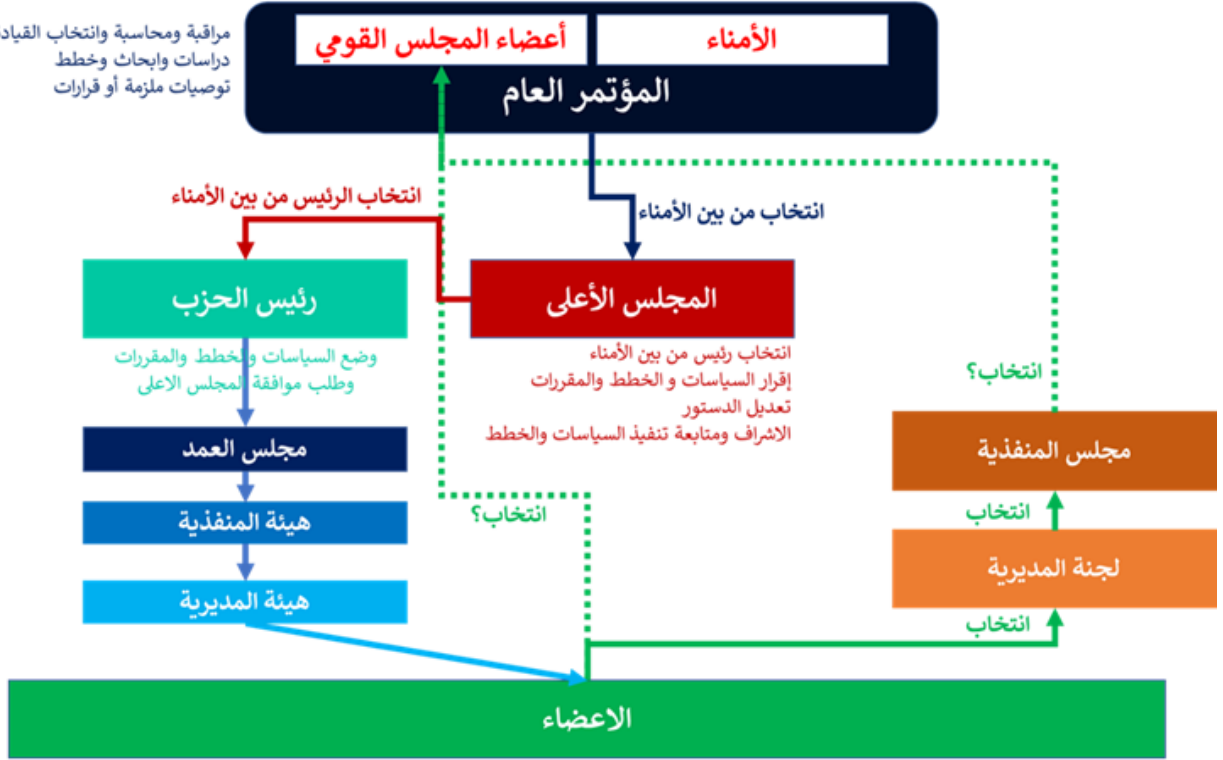 مراقبة ومحاسبة وانتخاب القياد
دراسات وابحاث وخطط
توصيات ملزمة أو قرارات
الأمناء
أعضاء المجلس القومي
المؤتمر العام
انتخاب من بين الأمناء
انتخاب الرئيس من بين الأمناء
المجلس الأعلى
رئيس الحزب
انتخاب رئيس من بين الأمناء
إقرار السياسات و الخطط والمقررات
تعديل الدستور
الاشراف ومتابعة تنفيذ السياسات والخطط
وضع السياسات والخطط والمقررات
وطلب موافقة المجلس الاعلى
انتخاب؟
مجلس المنفذية
مجلس العمد
هيئة المنفذية
انتخاب؟
انتخاب
لجنة المديرية
هيئة المديرية
انتخاب
الاعضاء